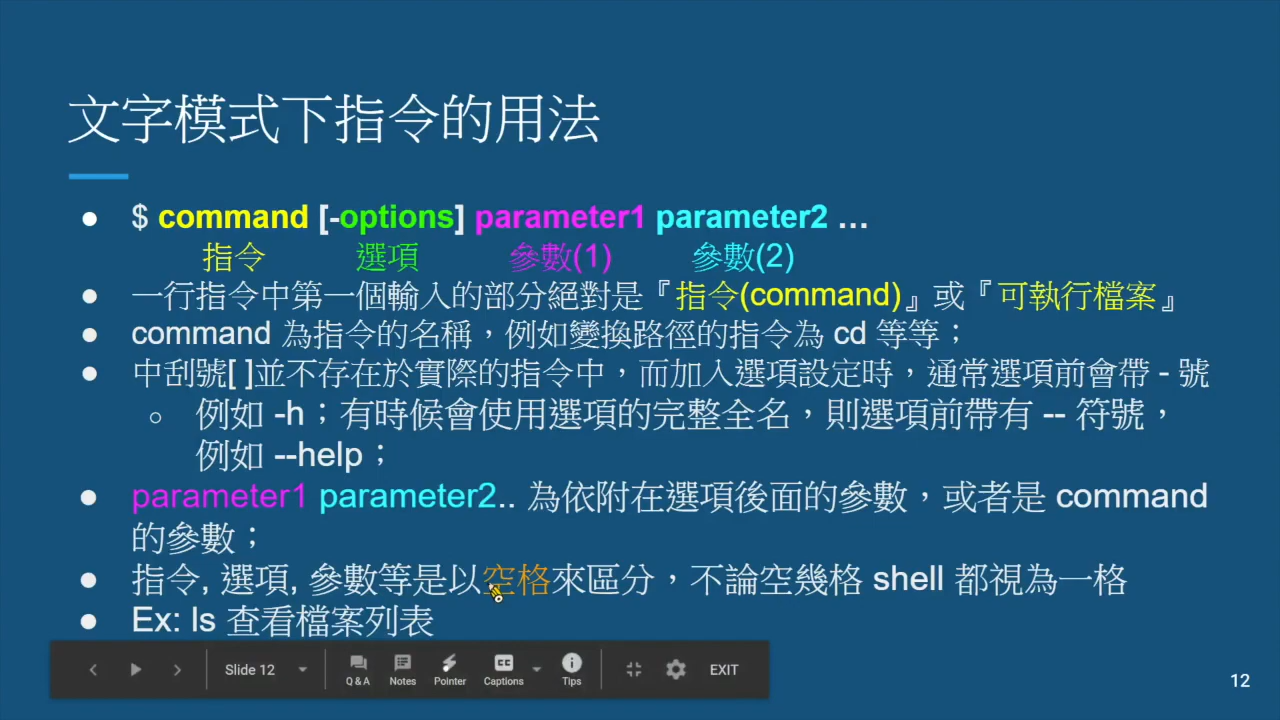 文字模式下指令的用法
$ command [-options] parameter1 parameter2 …
指令 選項 參數(1) 參數(2)
一行指令中第一個輸入的部分絕對是『指令(command)』或『可執行檔案』
command 為指令的名稱，例如變換路徑的指令為 cd 等等；
中刮號[ ]並不存在於實際的指令中，而加入選項設定時，通常選項前會帶 - 號
例如 -h；有時候會使用選項的完整全名，則選項前帶有 -- 符號，
例如 --help；
parameter1 parameter2.. 為依附在選項後面的參數，或者是 command
的參數；
指令, 選項, 參數等是以空格來區分，不論空幾格 shell 都視為一格
Ex: ls 查看檔案列表
Slide 12 Q & A Notes Pointer CC Captions Tips EXIT
12